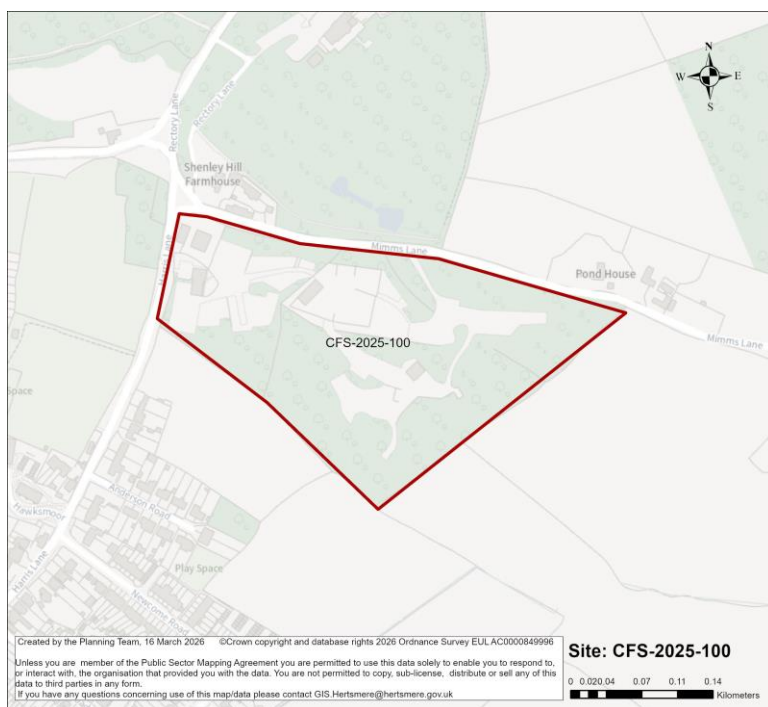 N
W E
S
Rectory Lane
Rectory Lane
Shenley Hill
Farmhouse
Harris Lane
Mimms Lane
Pond House
Mimms Lane
CFS-2025-100
Space
Anderson Road
Hawksmoor
Play Space
Harris Lane
Newcome Road
Created by the Planning Team, 16 March 2026 ©Crown copyright and database rights 2026 Ordnance Survey EUL AC0000849996
Unless you are member of the Public Sector Mapping Agreement you are permitted to use this data solely to enable you to respond to,
or interact with, the organisation that provided you with the data. You are not permitted to copy, sub-license, distribute or sell any of this
data to third parties in any form.
If you have any questions concerning use of this map/data please contact GIS.Hertsmere@hertsmere.gov.uk
Site: CFS-2025-100
0 0.02 0.04 0.07 0.11 0.14
Kilometers